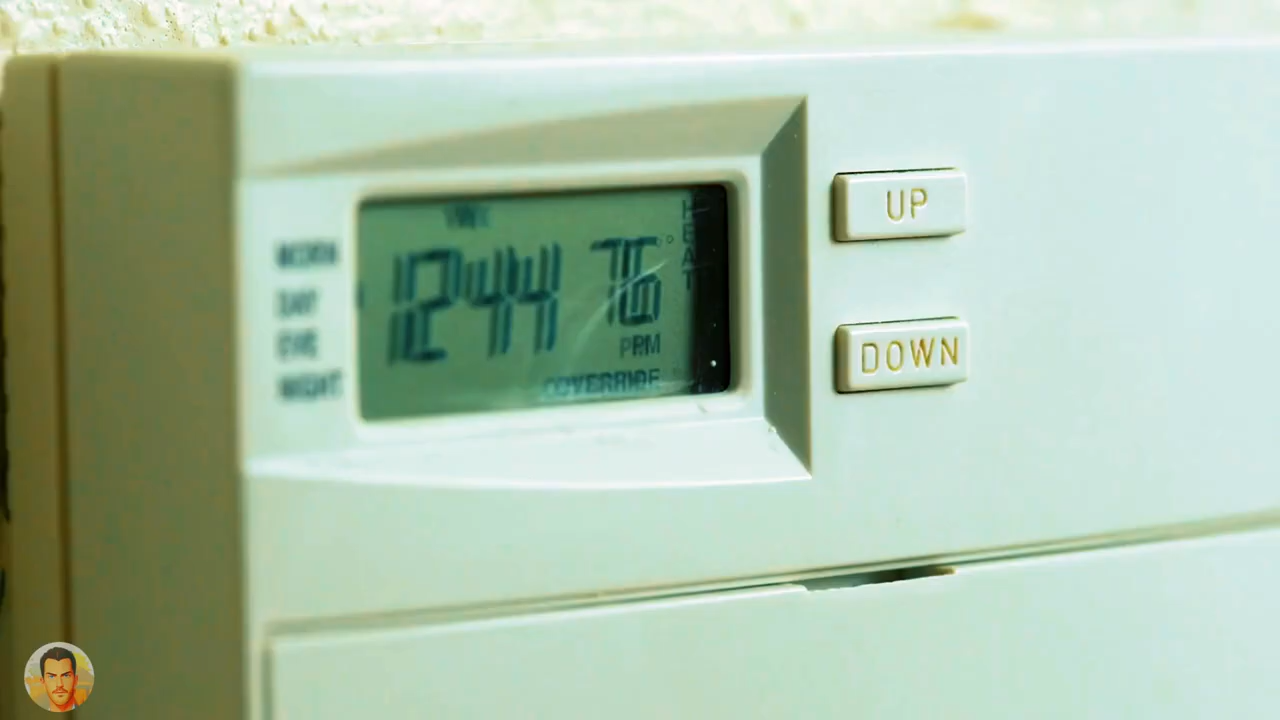 MORN
DAY
EVE
NIGHT
12:44 76°
HEAT
PM
OVERRIDE
UP
DOWN